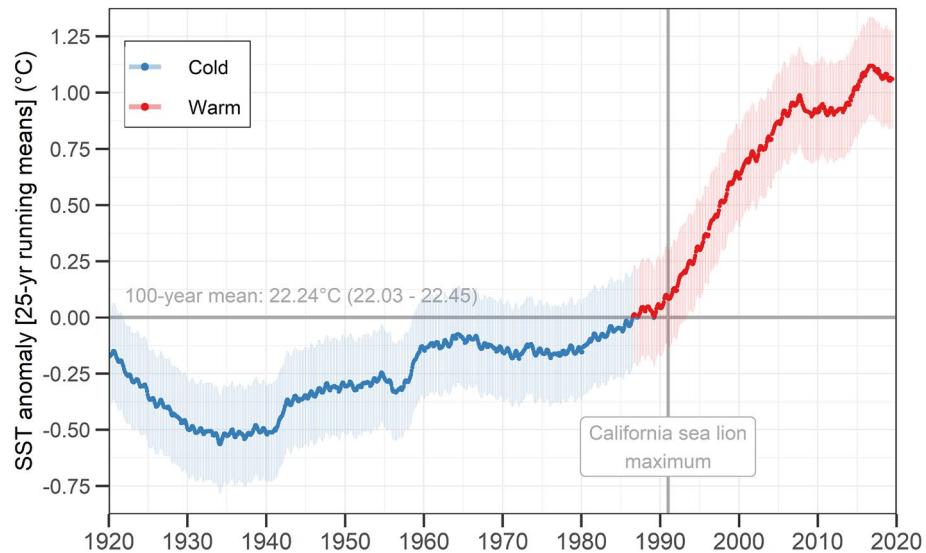 SST anomaly [25-yr running means] (°C)
1.25
1.00
0.75
0.50
0.25
0.00
-0.25
-0.50
-0.75
Cold
Warm
100-year mean: 22.24°C (22.03 - 22.45)
California sea lion
maximum
1920 1930 1940 1950 1960 1970 1980 1990 2000 2010 2020